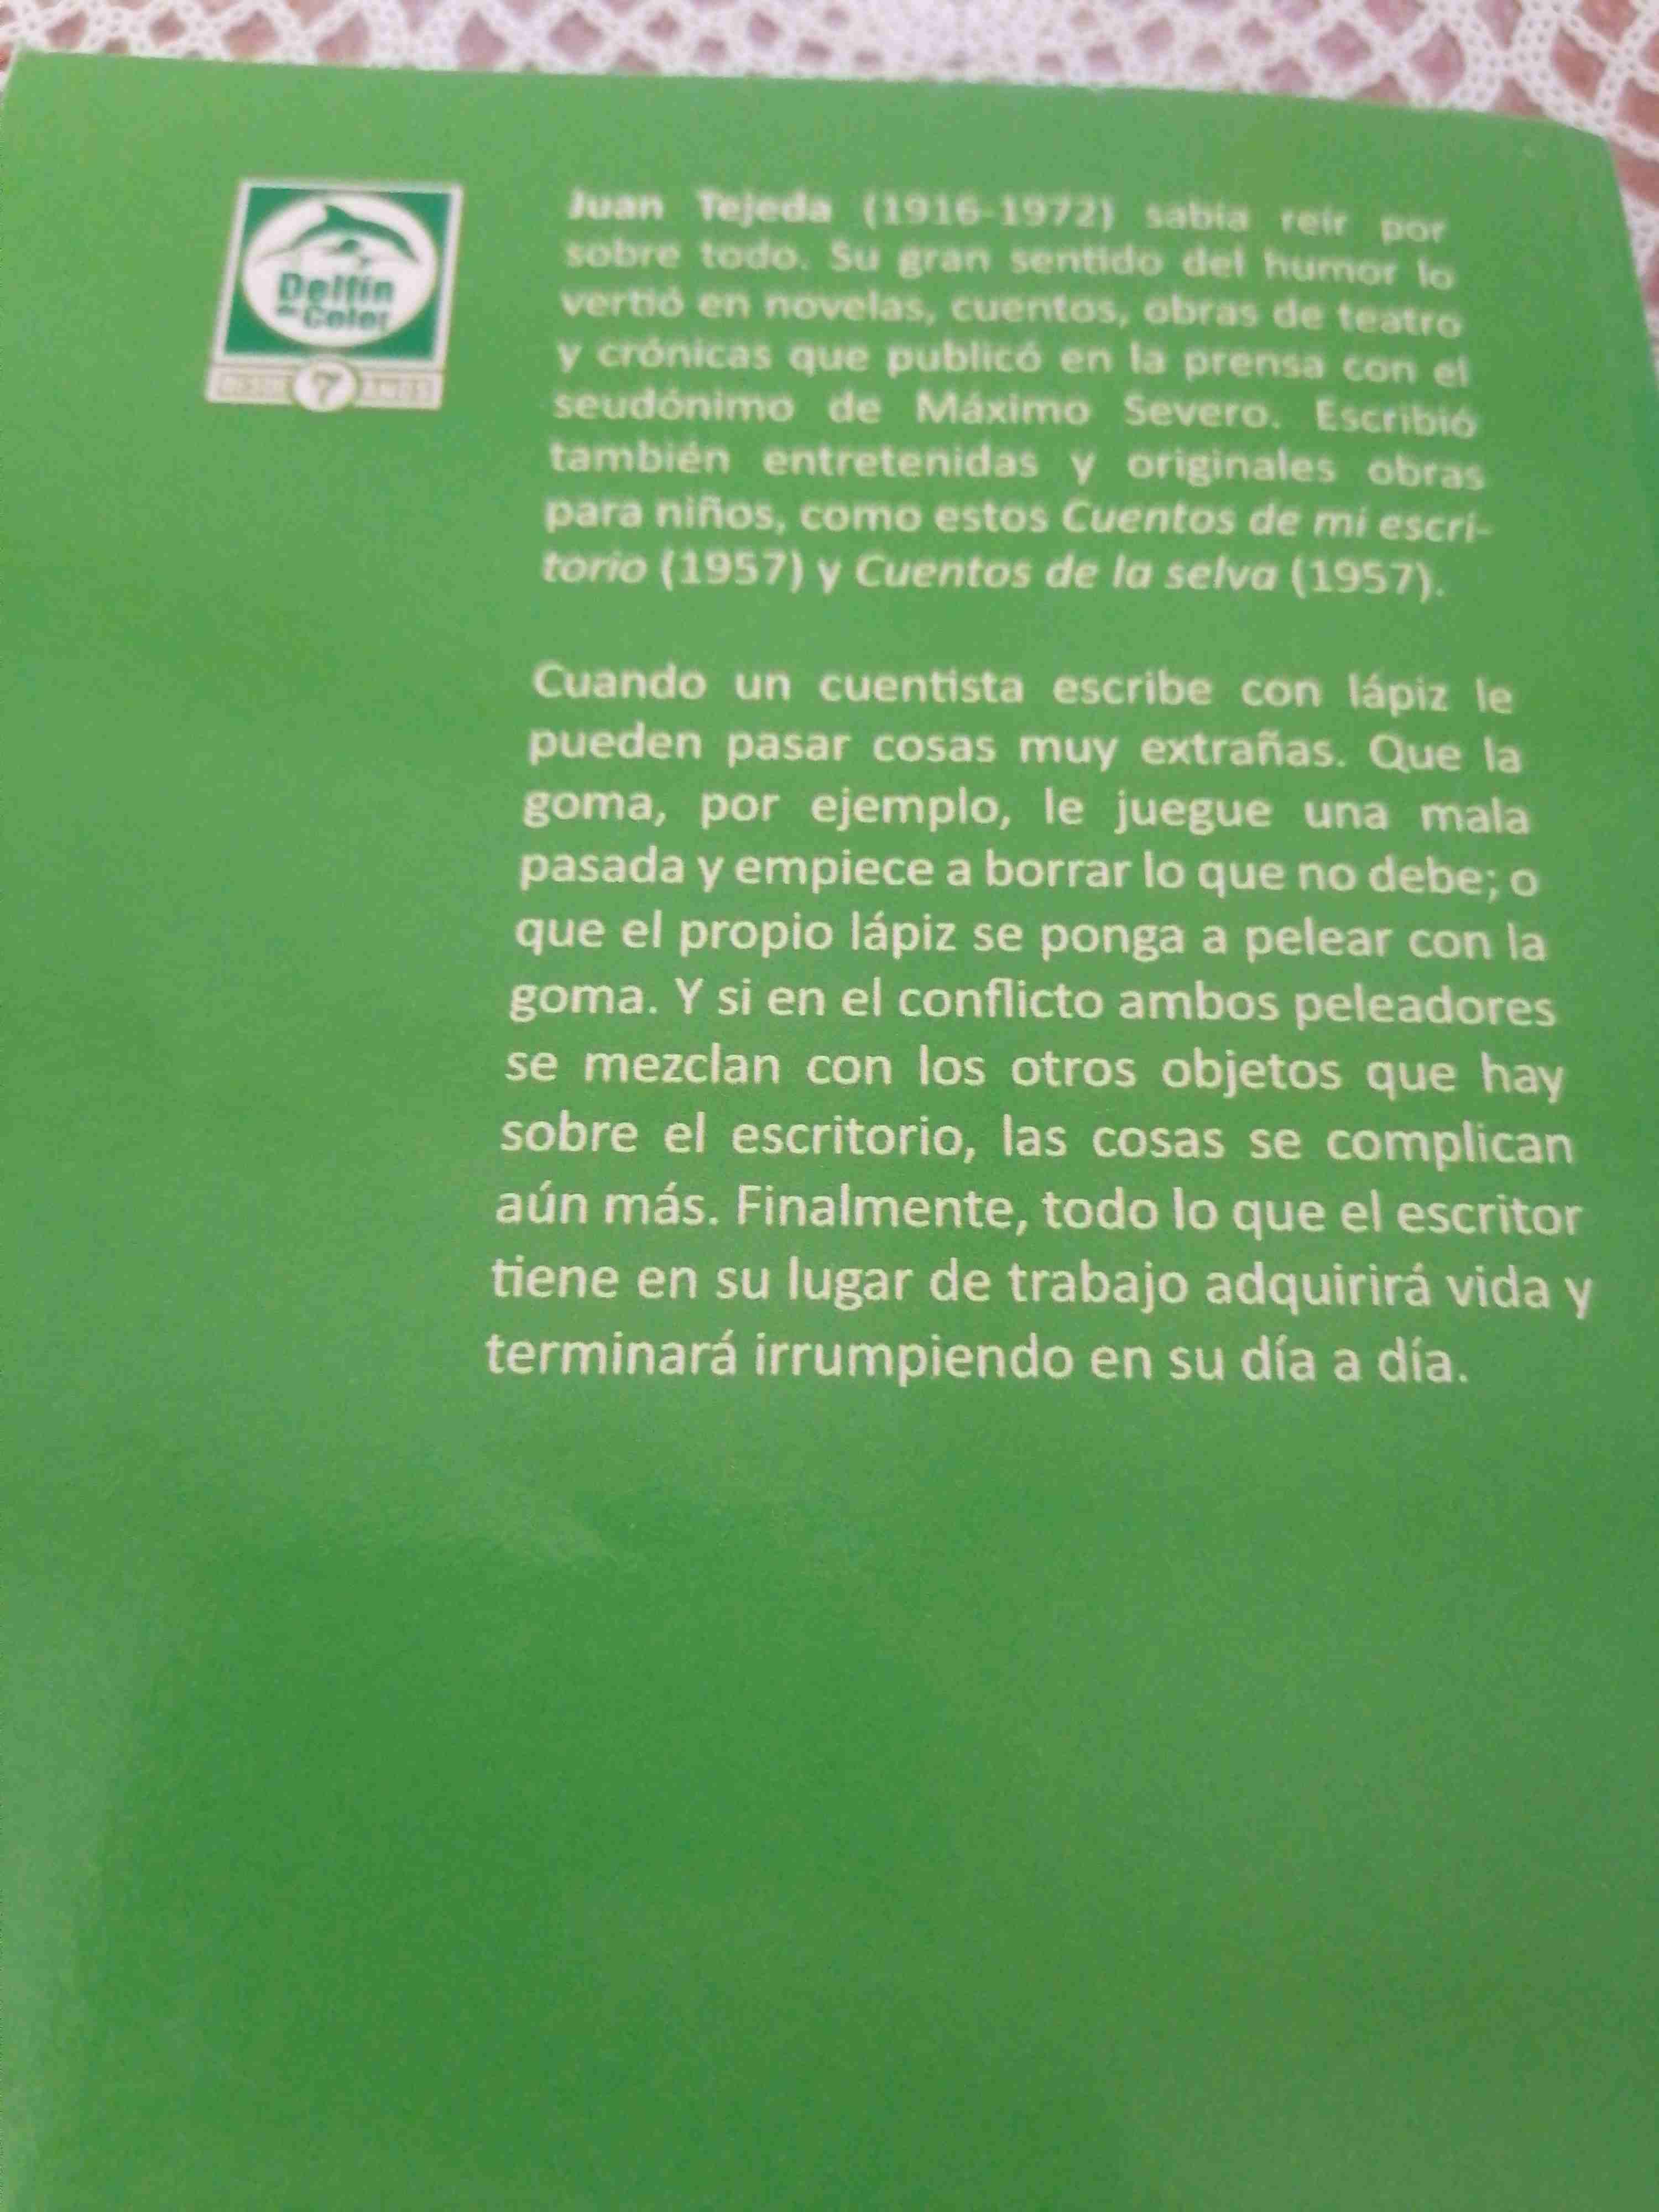 Delfín
de Color
DESDE 7 AÑOS
Juan Tejeda (1916-1972) sabía reír por
sobre todo. Su gran sentido del humor lo
vertió en novelas, cuentos, obras de teatro
y crónicas que publicó en la prensa con el
seudónimo de Máximo Severo. Escribió
también entretenidas y originales obras
para niños, como estos Cuentos de mi escri-
torio (1957) y Cuentos de la selva (1957).
Cuando un cuentista escribe con lápiz le
pueden pasar cosas muy extrañas. Que la
goma, por ejemplo, le juegue una mala
pasada y empiece a borrar lo que no debe; o
que el propio lápiz se ponga a pelear con la
goma. Y si en el conflicto ambos peleadores
se mezclan con los otros objetos que hay
sobre el escritorio, las cosas se complican
aún más. Finalmente, todo lo que el escritor
tiene en su lugar de trabajo adquirirá vida y
terminará irrumpiendo en su día a día.